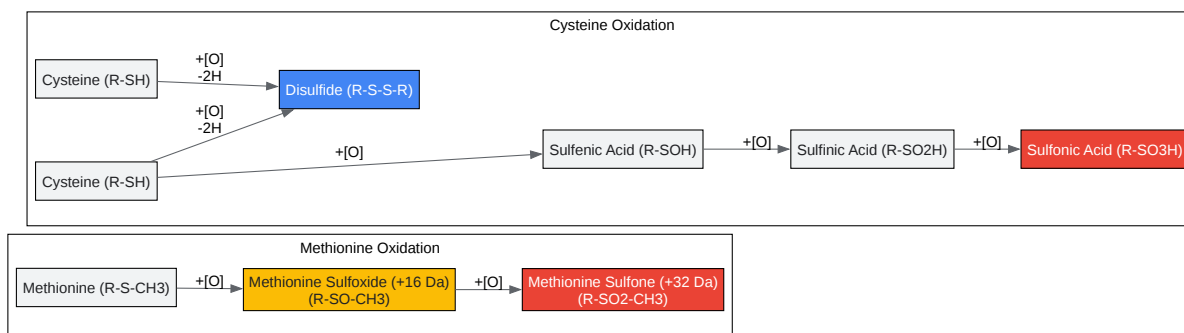 Cysteine Oxidation
Cysteine (R-SH)
+[O]
-2H
Disulfide (R-S-S-R)
+[O]
-2H
Cysteine (R-SH)
+[O]
Sulfenic Acid (R-SOH)
+[O]
Sulfinic Acid (R-SO2H)
+[O]
Sulfonic Acid (R-SO3H)
Methionine Oxidation
Methionine (R-S-CH3)
+[O]
Methionine Sulfoxide (+16 Da)
(R-SO-CH3)
+[O]
Methionine Sulfone (+32 Da)
(R-SO2-CH3)